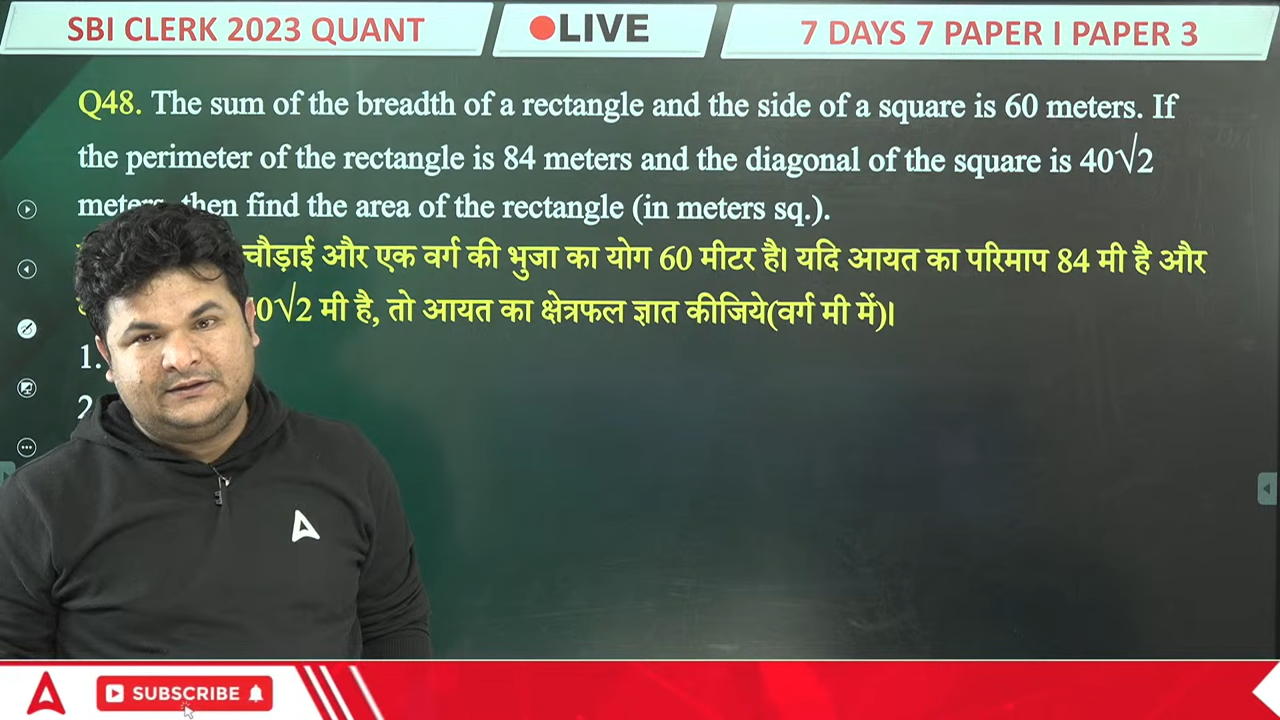 SBI CLERK 2023 QUANT
LIVE
7 DAYS 7 PAPER I PAPER 3
Q48. The sum of the breadth of a rectangle and the side of a square is 60 meters. If
the perimeter of the rectangle is 84 meters and the diagonal of the square is 40√2
meters, then find the area of the rectangle (in meters sq.).
चौड़ाई और एक वर्ग की भुजा का योग 60 मीटर है। यदि आयत का परिमाप 84 मी है और
0√2 मी है, तो आयत का क्षेत्रफल ज्ञात कीजिये(वर्ग मी में)।
1.
2
SUBSCRIBE